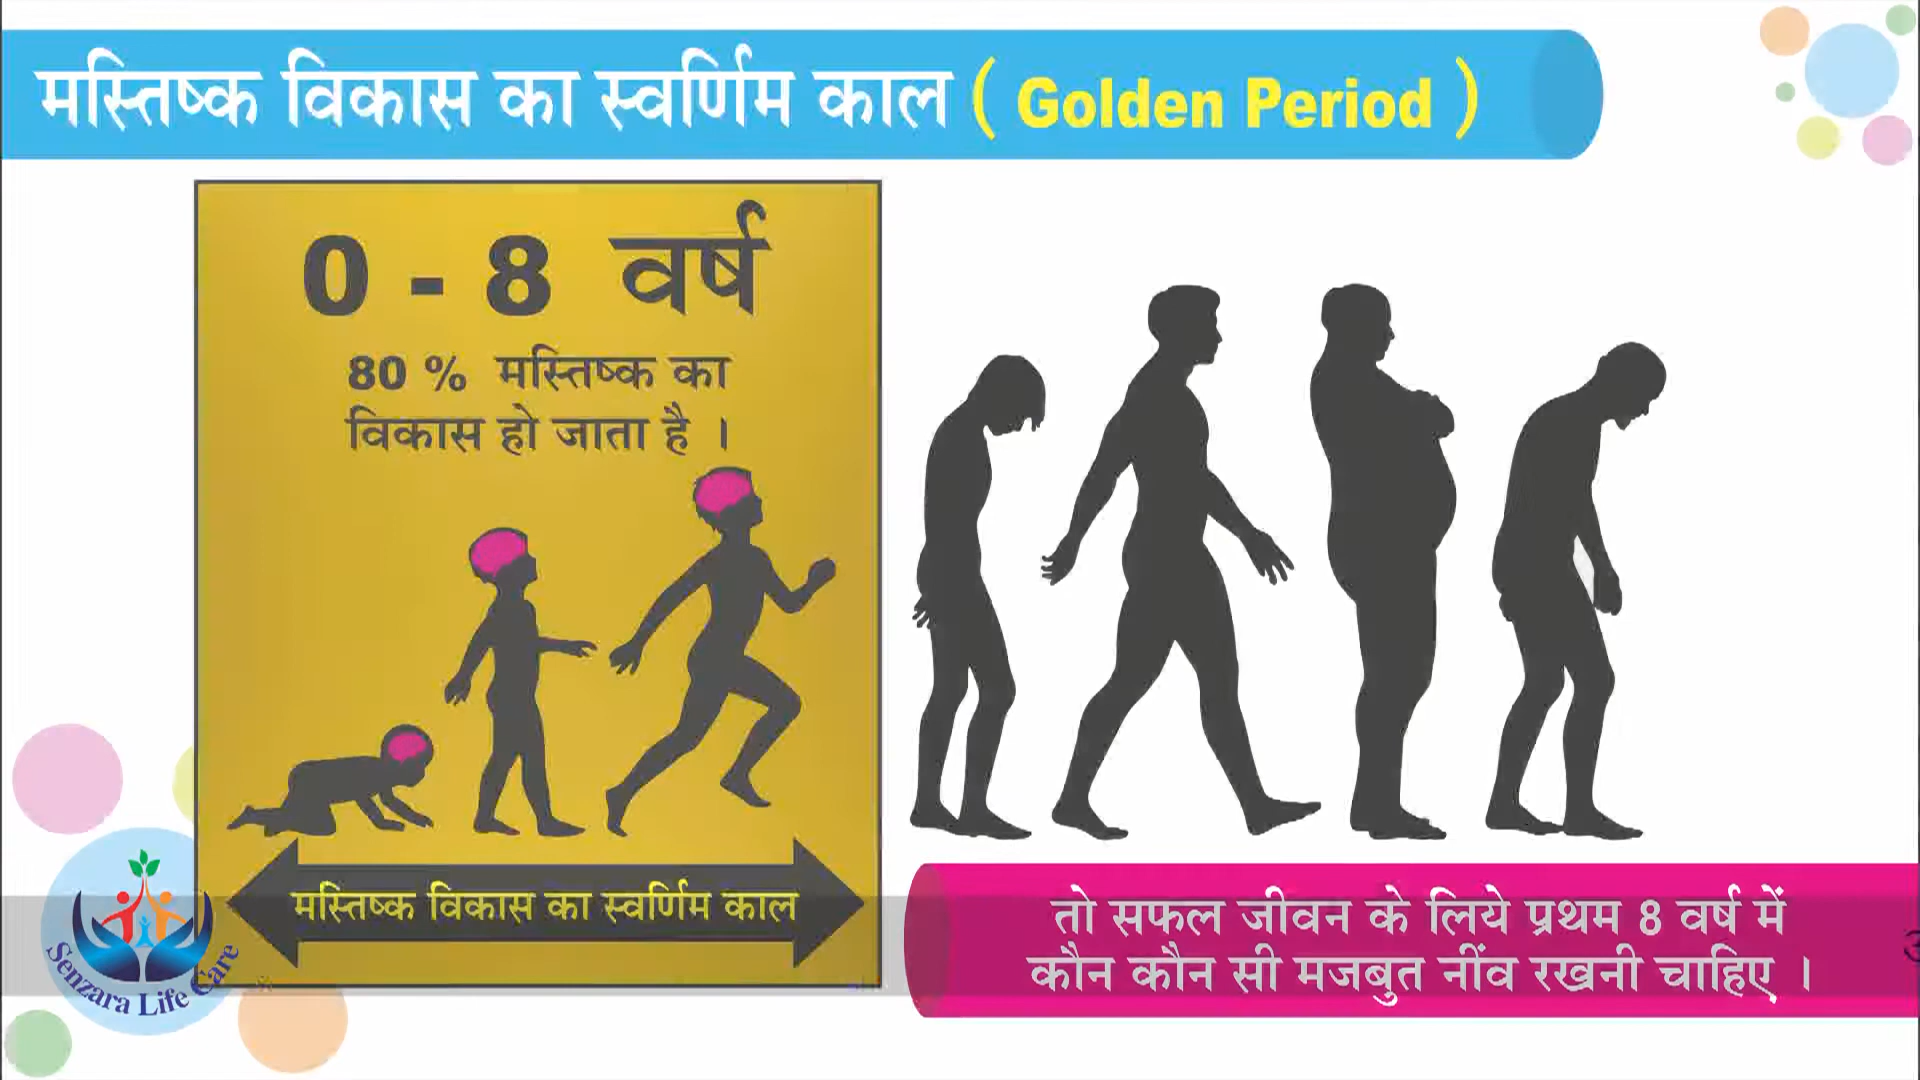 मस्तिष्क विकास का स्वर्णिम काल ( Golden Period )
0 - 8 वर्ष
80 % मस्तिष्क का
विकास हो जाता है ।
मस्तिष्क विकास का स्वर्णिम काल
तो सफल जीवन के लिये प्रथम 8 वर्ष में
कौन कौन सी मजबुत नींव रखनी चाहिए ।
Senzara Life Care